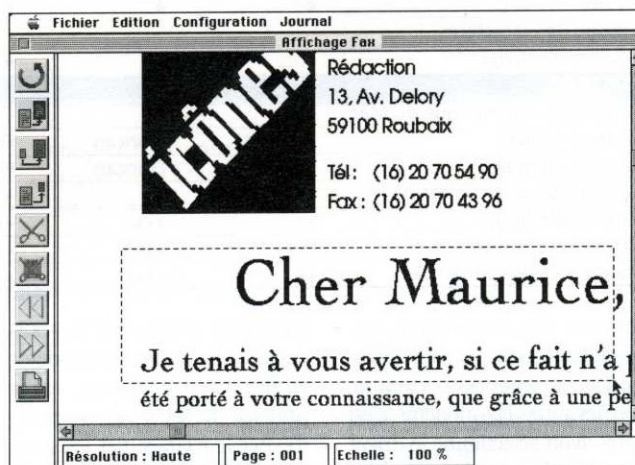 Fichier Edition Configuration Journal
Affichage Fax
icônes
Rédaction
13, Av. Delory
59100 Roubaix
Tél : (16) 20 70 54 90
Fax : (16) 20 70 43 96
Cher Maurice,
Je tenais à vous avertir, si ce fait n'a
été porté à votre connaissance, que grâce à une pe
Résolution : Haute Page : 001 Echelle : 100 %